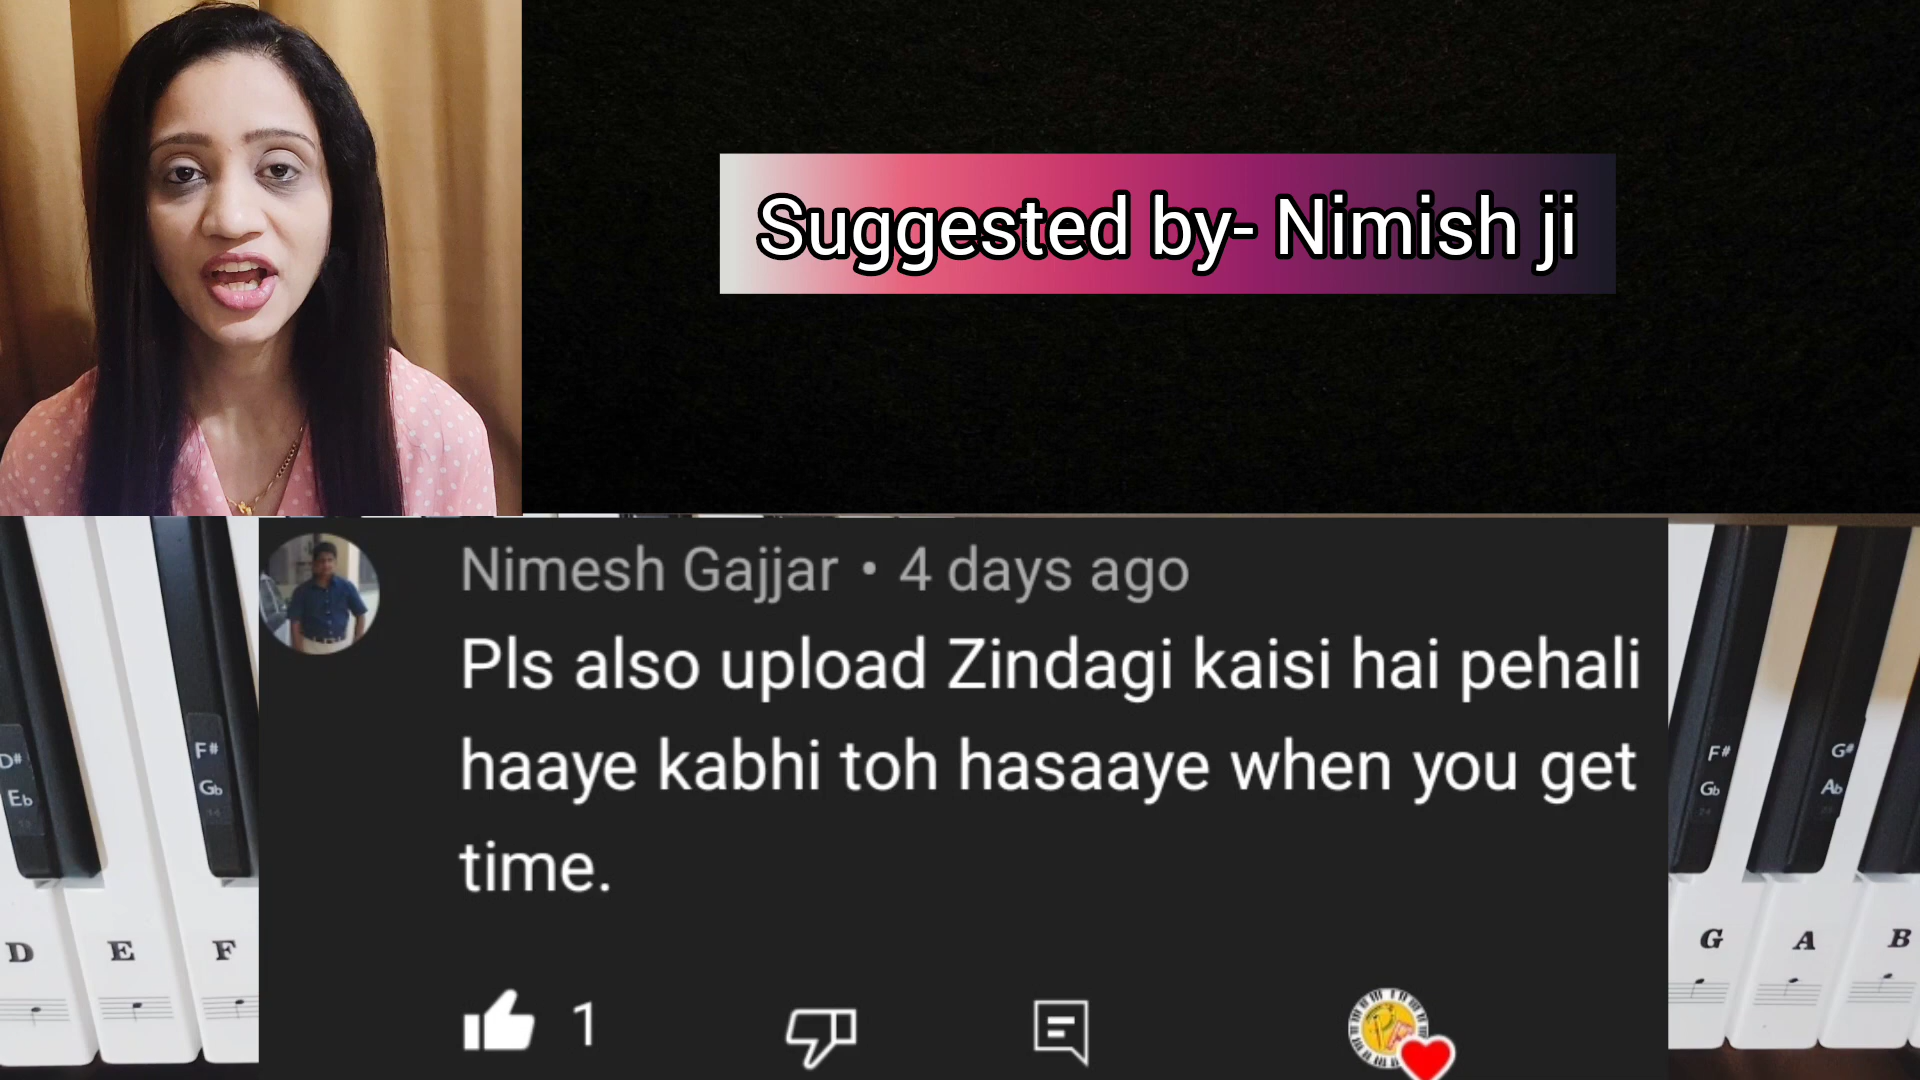 Suggested by- Nimish ji
Nimesh Gajjar • 4 days ago
Pls also upload Zindagi kaisi hai pehali
haaye kabhi toh hasaaye when you get
time.
1
D#
Eb
F#
Gb
F#
Gb
G#
Ab
D E F
G A B